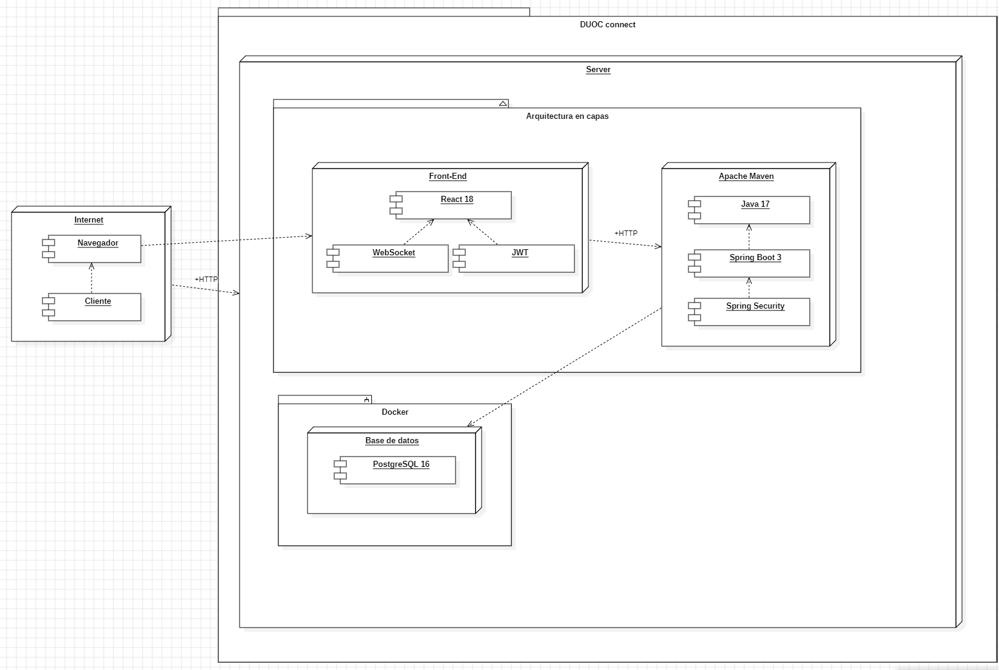 DUOC connect
Server
Arquitectura en capas
Front-End
React 18
WebSocket
JWT
+HTTP
Apache Maven
Java 17
Spring Boot 3
Spring Security
Internet
Navegador
Cliente
+HTTP
Docker
Base de datos
PostgreSQL 16